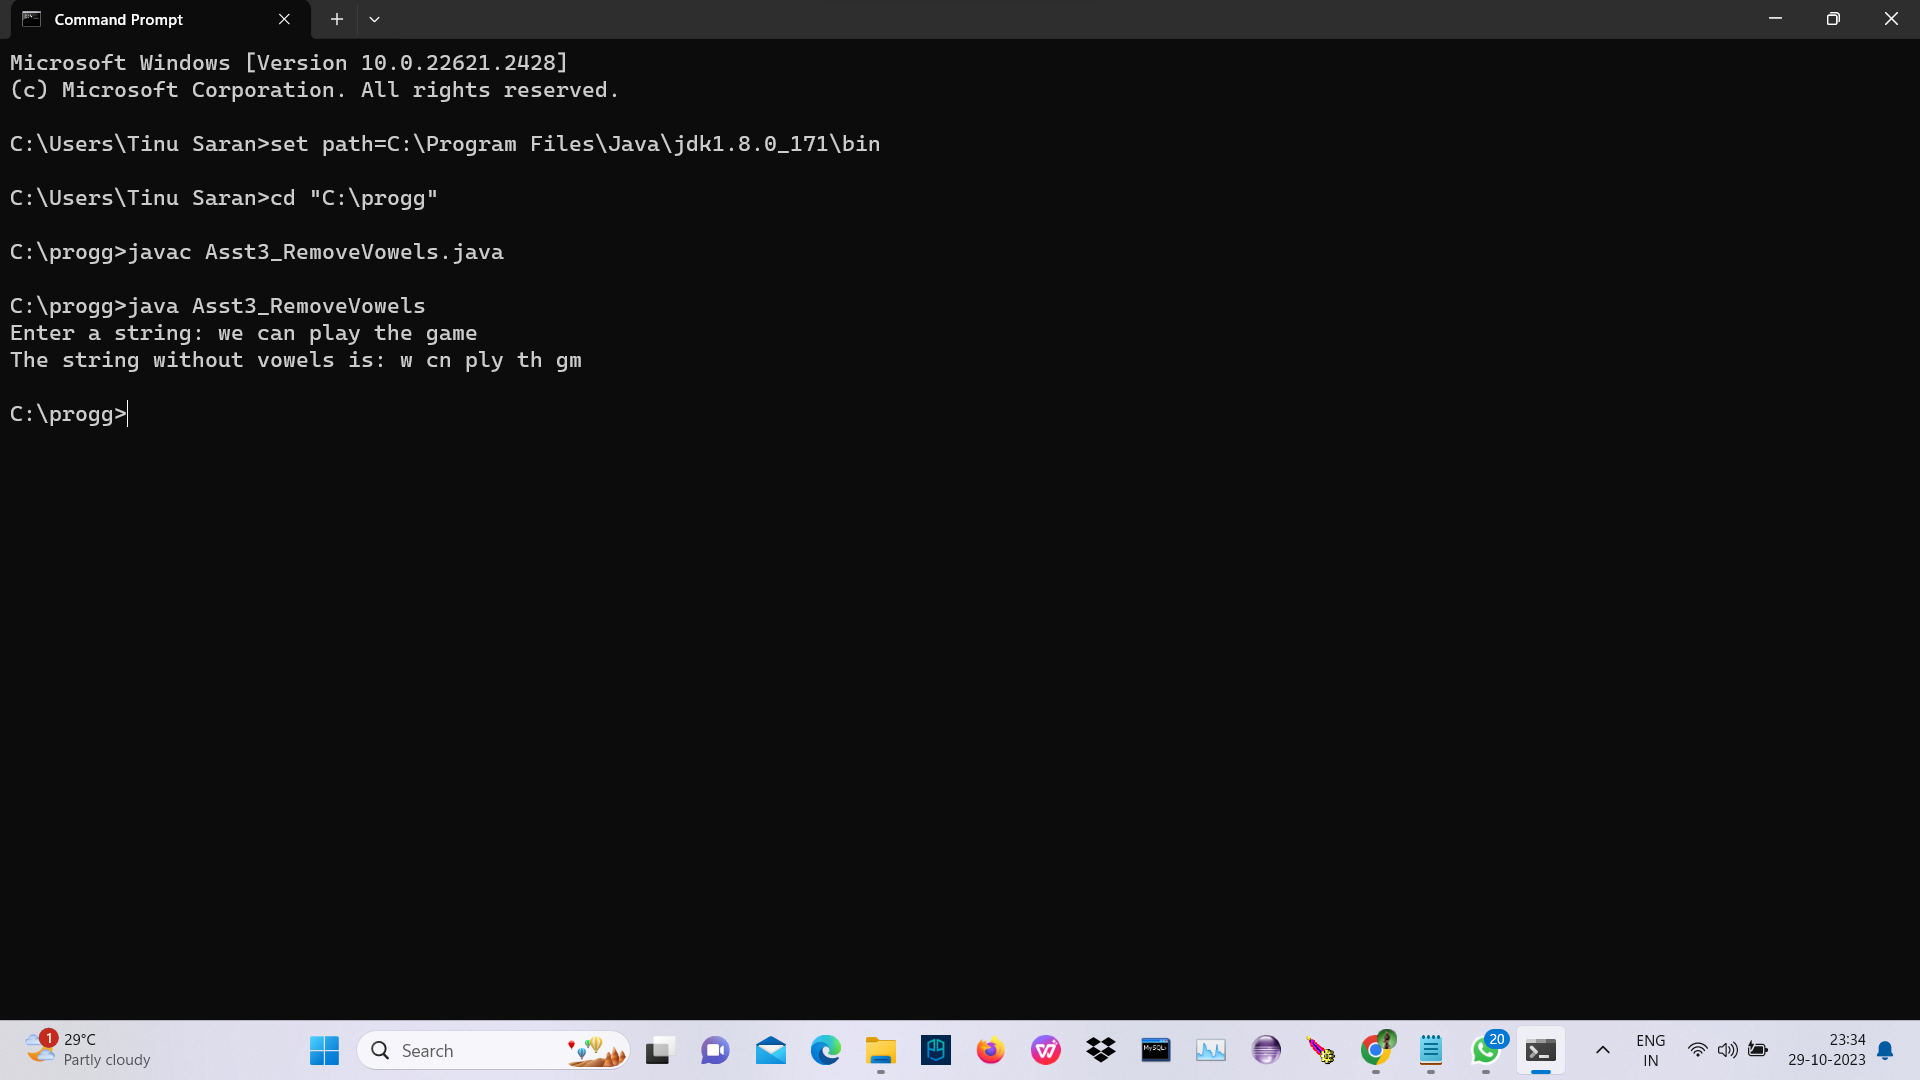 Command Prompt
Microsoft Windows [Version 10.0.22621.2428]
(c) Microsoft Corporation. All rights reserved.
C:\Users\Tinu Saran>set path=C:\Program Files\Java\jdk1.8.0_171\bin
C:\Users\Tinu Saran>cd "C:\progg"
C:\progg>javac Asst3_RemoveVowels.java
C:\progg>java Asst3_RemoveVowels
Enter a string: we can play the game
The string without vowels is: w cn ply th gm
C:\progg>
1
29°C
Partly cloudy
Search
MySQL
20
ENG
IN
23:34
29-10-2023